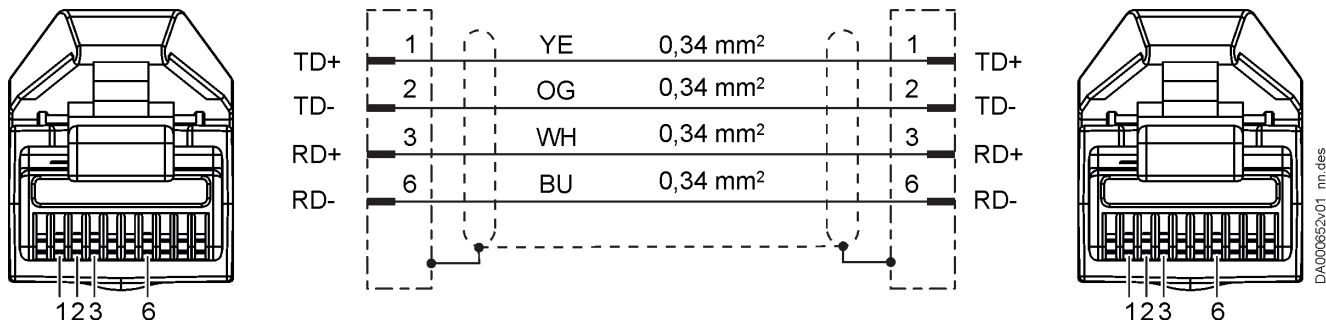 TD+ 1 YE 0,34 mm² 1 TD+
TD- 2 OG 0,34 mm² 2 TD-
RD+ 3 WH 0,34 mm² 3 RD+
RD- 6 BU 0,34 mm² 6 RD-
123 6
123 6
DA000652v01 nn.des